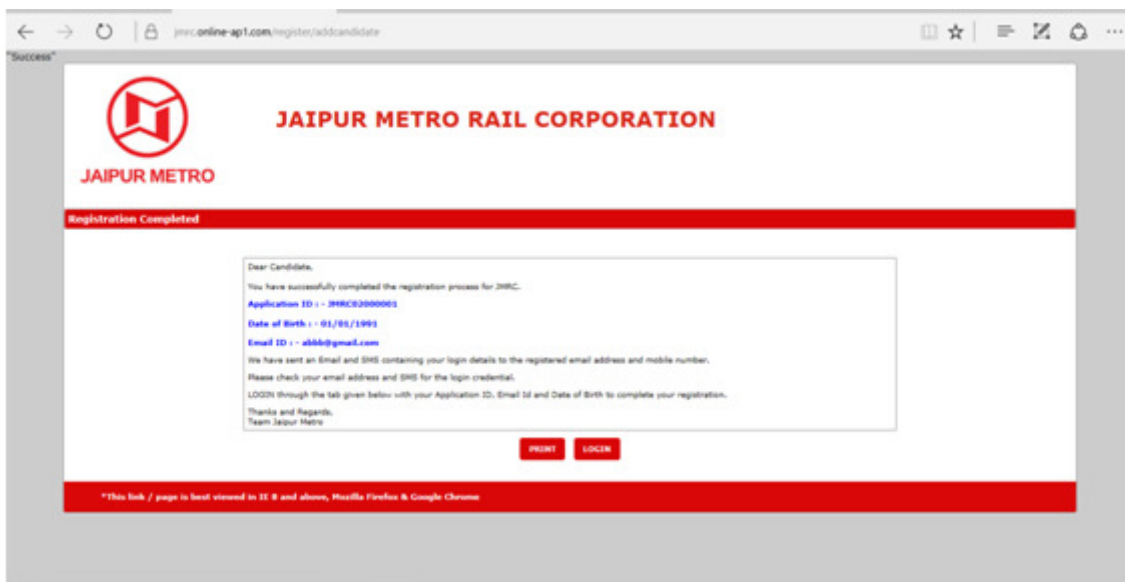 jmrc.online-ap1.com/register/addcandidate
"Success"
JAIPUR METRO
JAIPUR METRO RAIL CORPORATION
Registration Completed
Dear Candidate,
You have successfully completed the registration process for JMRC.
Application ID : - JMRC02000001
Date of Birth : - 01/01/1991
Email ID : - abbb@gmail.com
We have sent an Email and SMS containing your login details to the registered email address and mobile number.
Please check your email address and SMS for the login credential.
LOGIN through the tab given below with your Application ID, Email Id and Date of Birth to complete your registration.
Thanks and Regards,
Team Jaipur Metro
PRINT LOGIN
*This link / page is best viewed in IE 8 and above, Mozilla Firefox & Google Chrome